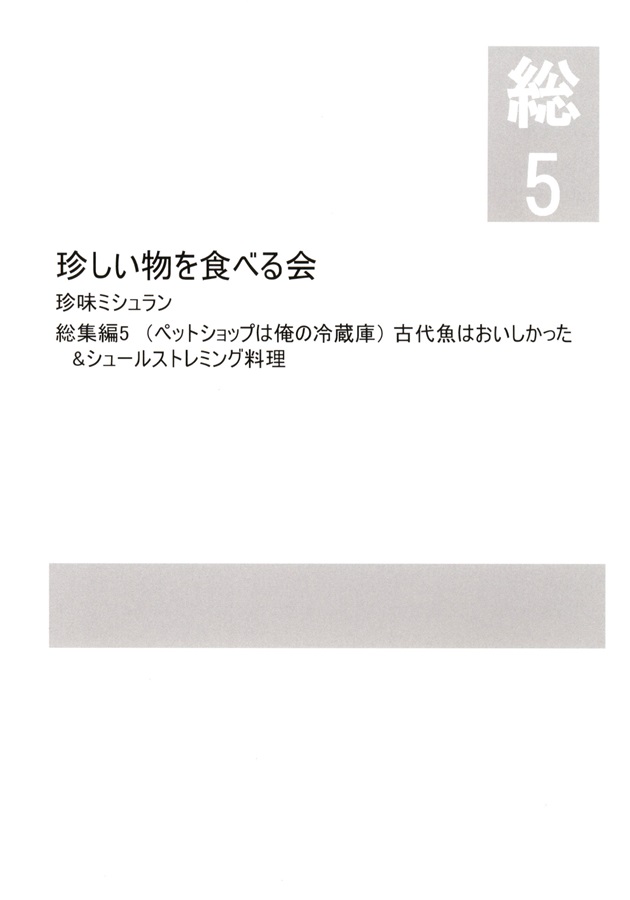 総
5
珍しい物を食べる会
珍味ミシュラン
総集編5 （ペットショップは俺の冷蔵庫）古代魚はおいしかった
&シュールストレミング料理